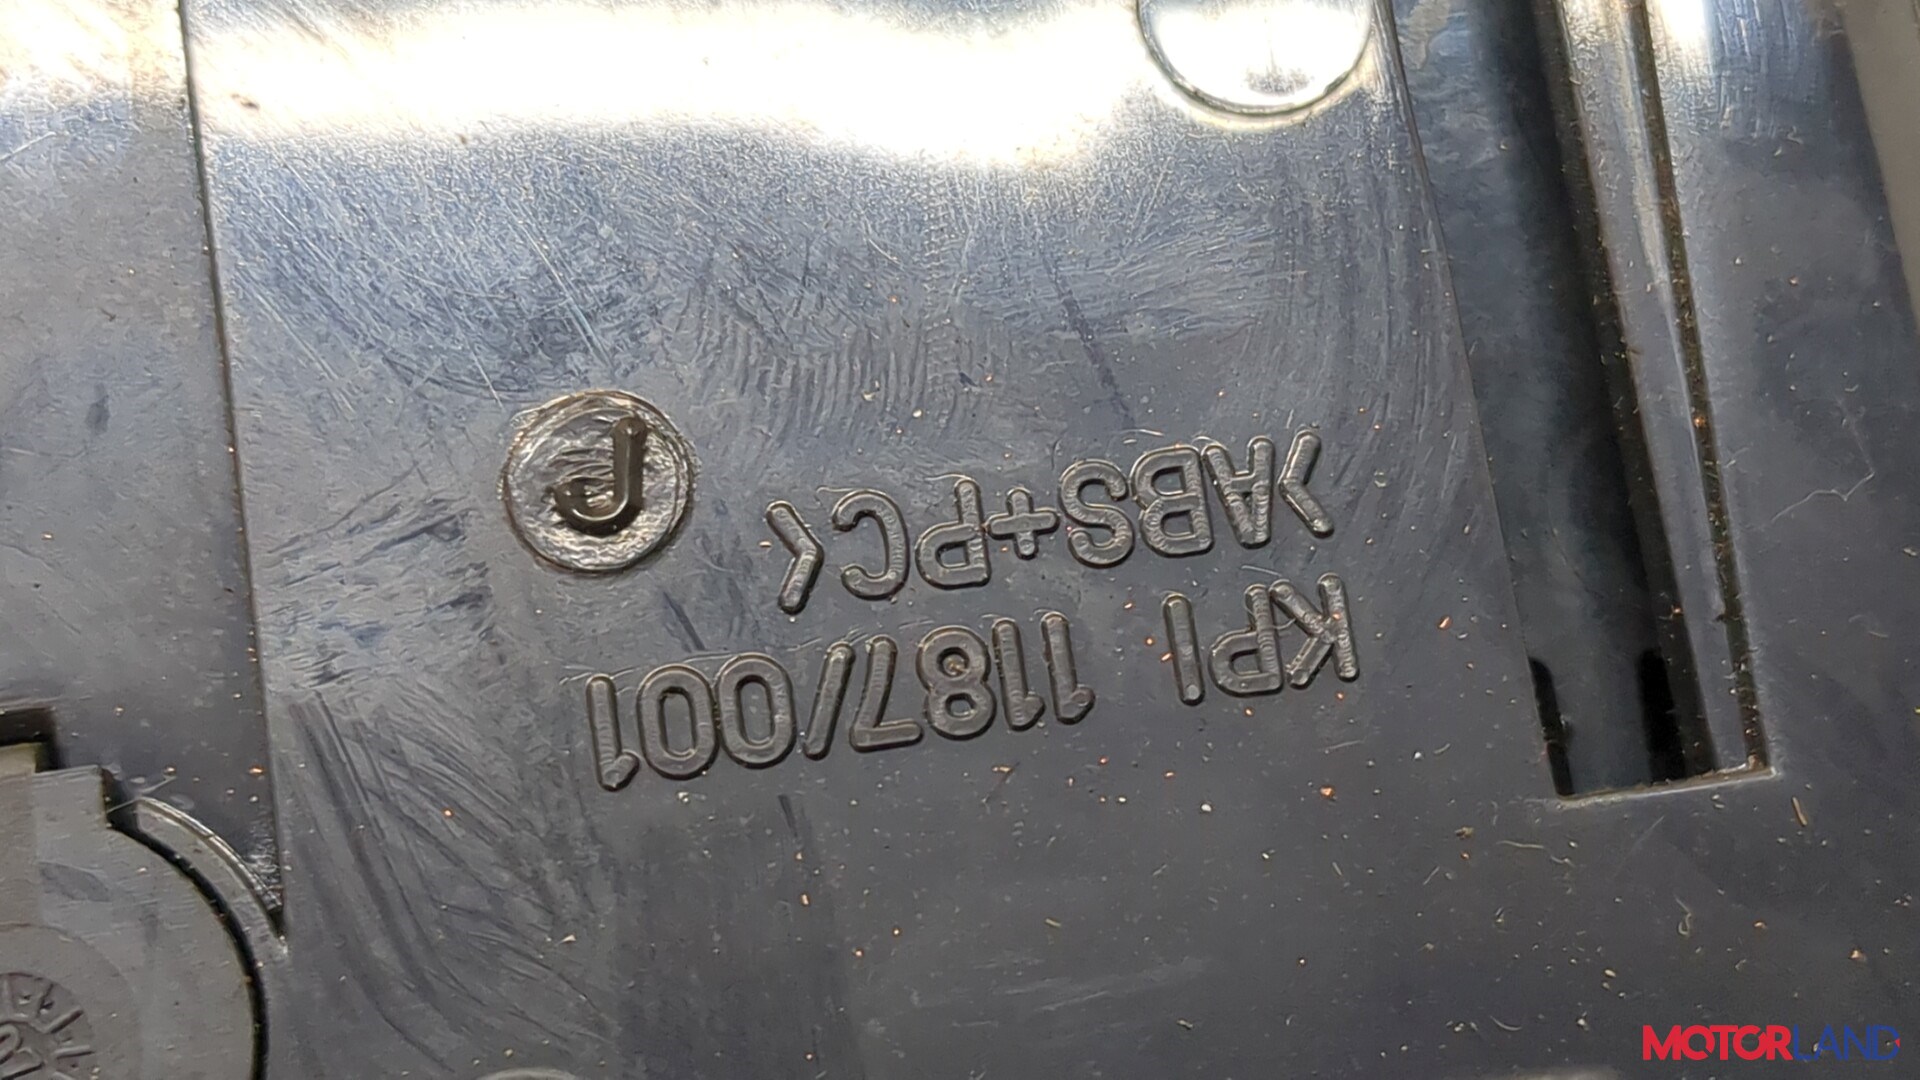 KPI 1187/001
>ABS+PC<
J
MOTORLAND